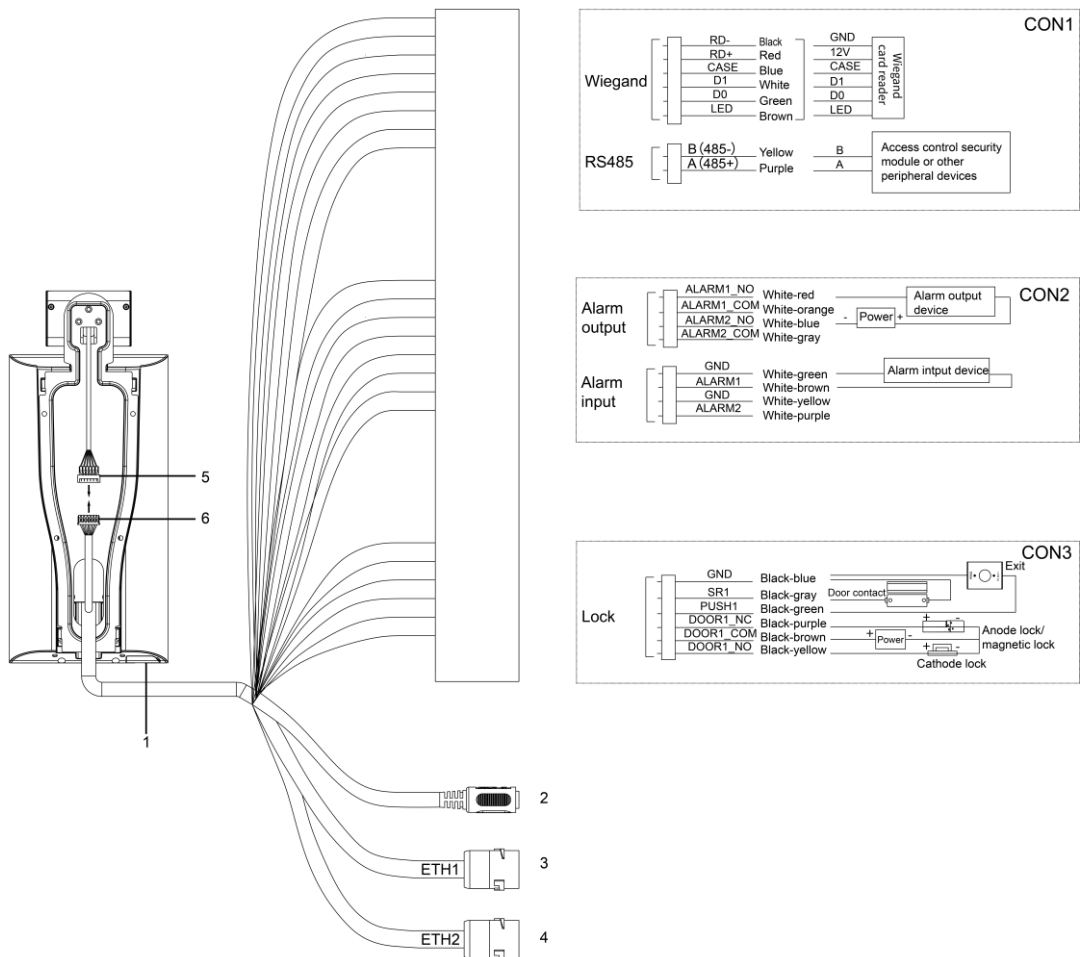 CON1
Wiegand
RD- Black GND
RD+ Red 12V
CASE Blue CASE
D1 White D1
D0 Green D0
LED Brown LED
Wiegand
card reader
RS485
B (485-) Yellow B
A (485+) Purple A
Access control security
module or other
peripheral devices
CON2
Alarm
output
ALARM1_NO White-red
ALARM1_COM White-orange
ALARM2_NO White-blue
ALARM2_COM White-gray
- Power +
Alarm output
device
Alarm
input
GND White-green
ALARM1 White-brown
GND White-yellow
ALARM2 White-purple
Alarm intput device
CON3
Lock
GND Black-blue
SR1 Black-gray
PUSH1 Black-green
DOOR1_NC Black-purple
DOOR1_COM Black-brown
DOOR1_NO Black-yellow
Exit
Door contact
+ -
+ Power -
Anode lock/
magnetic lock
+ -
Cathode lock
5
6
1
2
ETH1 3
ETH2 4